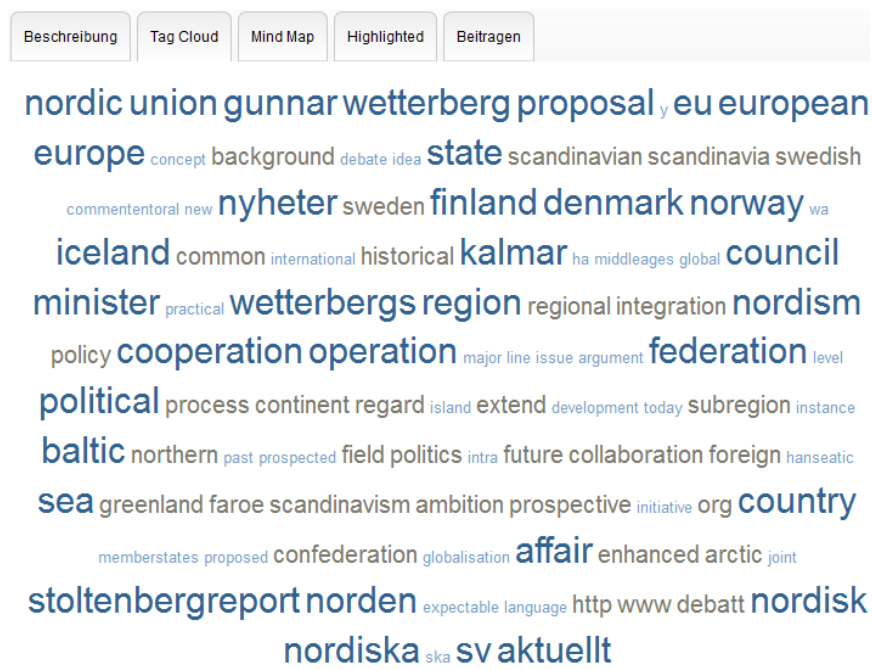 Beschreibung Tag Cloud Mind Map Highlighted Beitragen
nordic union gunnar wetterberg proposal y eu european
europe concept background debate idea state scandinavian scandinavia swedish
commententoral new nyheter sweden finland denmark norway wa
iceland common international historical kalmar ha middleages global council
minister practical wetterbergs region regional integration nordism
policy cooperation operation major line issue argument federation level
political process continent regard island extend development today subregion instance
baltic northern past prospected field politics intra future collaboration foreign hanseatic
sea greenland faroe scandinavism ambition prospective initiative org country
memberstates proposed confederation globalisation affair enhanced arctic joint
stoltenbergreport norden expectable language http www debatt nordisk
nordiska ska sv aktuellt